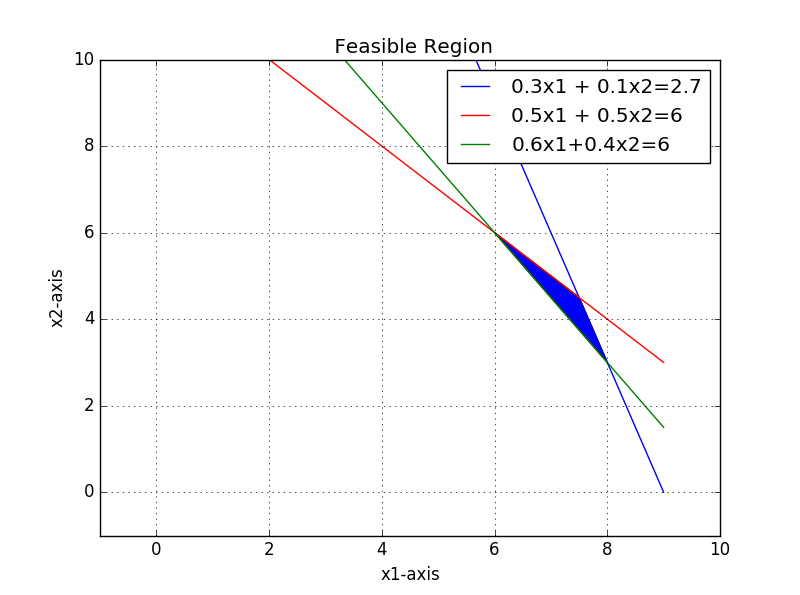 Feasible Region
0.3x1 + 0.1x2=2.7
0.5x1 + 0.5x2=6
0.6x1+0.4x2=6
10
8
6
4
2
0
x2-axis
0 2 4 6 8 10
x1-axis